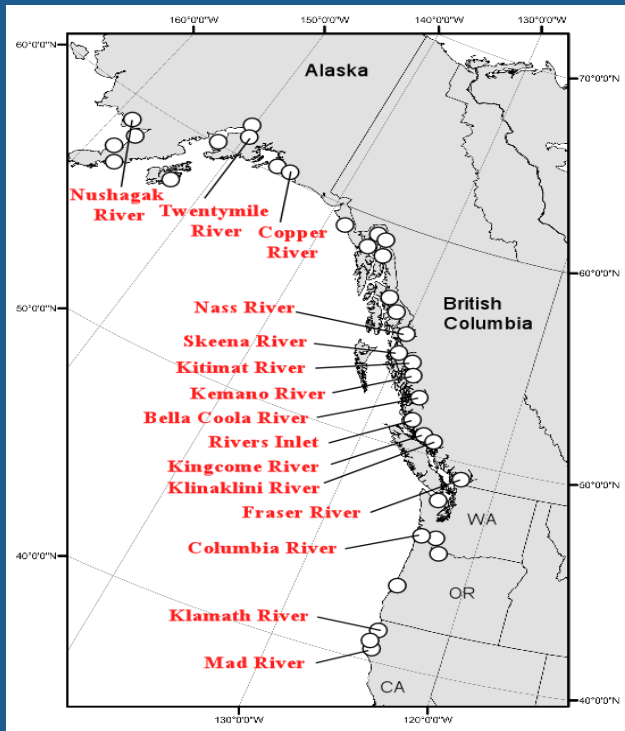 160°0'0"W
150°0'0"W
140°0'0"W
130°0'0"W
60°0'0"N
70°0'0"N
Alaska
Nushagak
River
Twentymile
River
Copper
River
60°0'0"N
50°0'0"N
Nass River
British
Columbia
Skeena River
Kitimat River
Kemano River
Bella Coola River
Rivers Inlet
Kingcome River
Klinaklini River
50°0'0"N
Fraser River
WA
Columbia River
40°0'0"N
OR
Klamath River
Mad River
CA
40°0'0"N
130°0'0"W
120°0'0"W